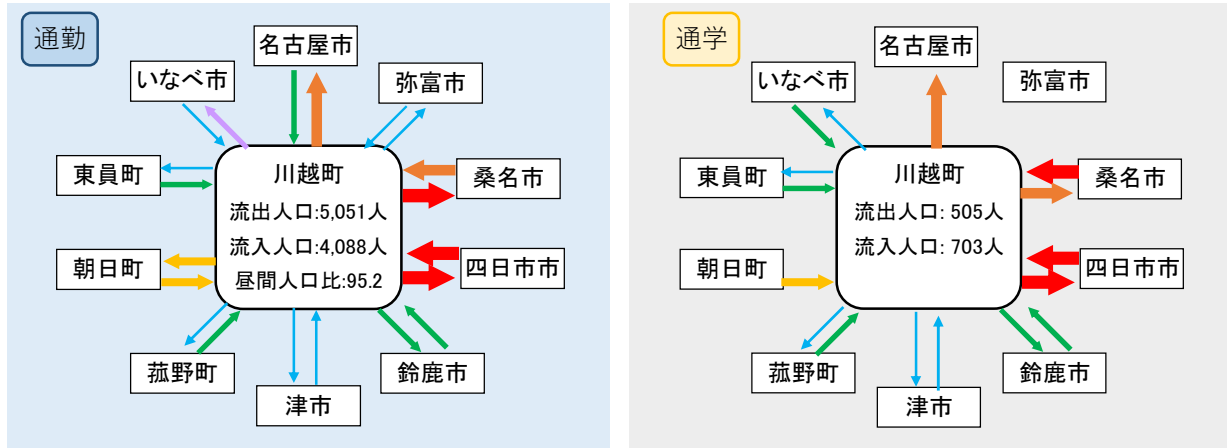 通勤
名古屋市
いなべ市
弥富市
東員町
川越町
流出人口:5,051人
流入人口:4,088人
昼間人口比:95.2
桑名市
朝日町
四日市市
菰野町
津市
鈴鹿市
通学
名古屋市
いなべ市
弥富市
東員町
川越町
流出人口: 505人
流入人口: 703人
桑名市
朝日町
四日市市
菰野町
津市
鈴鹿市